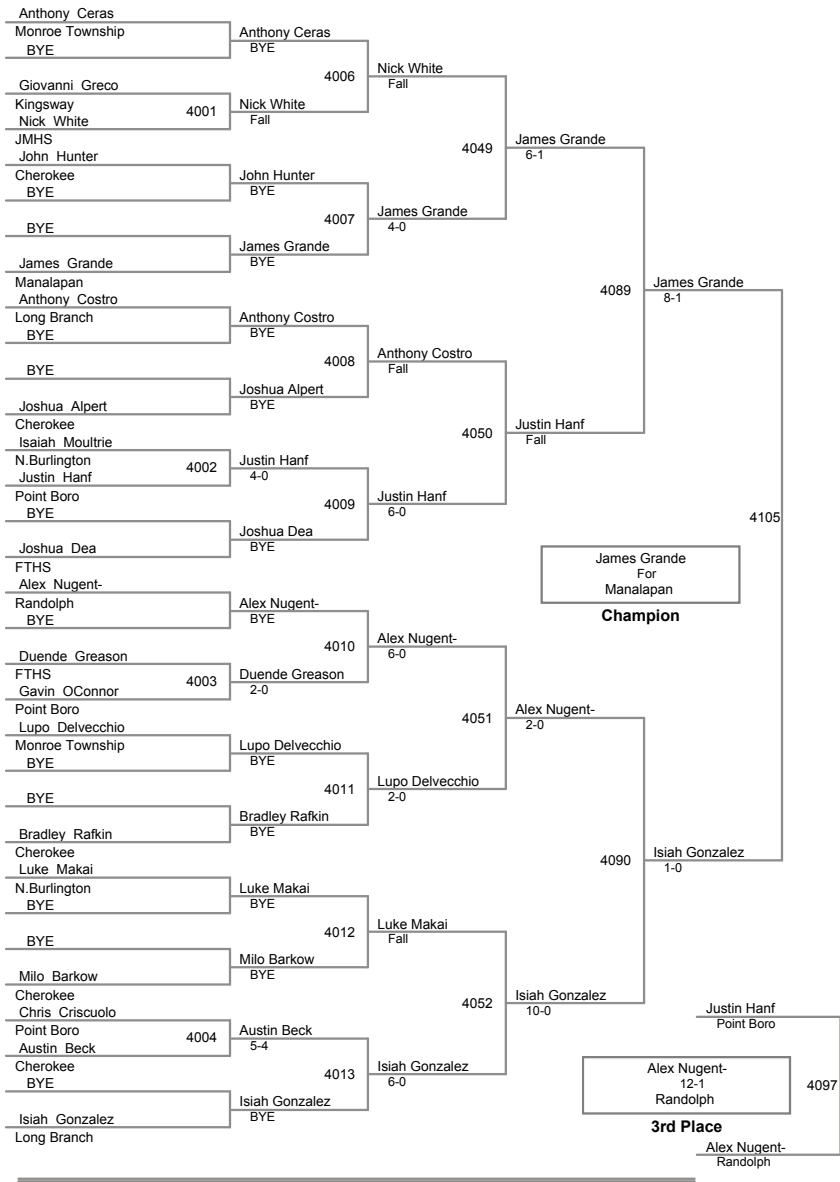 Anthony Ceras
Monroe Township
BYE
Giovanni Greco
Kingsway
Nick White
JMHS
John Hunter
Cherokee
BYE
BYE
James Grande
Manalapan
Anthony Costro
Long Branch
BYE
BYE
Joshua Alpert
Cherokee
Isaiah Moultrie
N.Burlington
Justin Hanf
Point Boro
BYE
Joshua Dea
FTHS
Alex Nugent-
Randolph
BYE
Duende Greason
FTHS
Gavin OConnor
Point Boro
Lupo Delvecchio
Monroe Township
BYE
BYE
Bradley Rafkin
Cherokee
Luke Makai
N.Burlington
BYE
BYE
Milo Barkow
Cherokee
Chris Criscuolo
Point Boro
Austin Beck
Cherokee
BYE
Isiah Gonzalez
Long Branch
4001
4002
4003
4004
Anthony Ceras
BYE
Nick White
Fall
John Hunter
BYE
James Grande
BYE
Anthony Costro
BYE
Joshua Alpert
BYE
Justin Hanf
4-0
Joshua Dea
BYE
Alex Nugent-
BYE
Duende Greason
2-0
Lupo Delvecchio
BYE
Bradley Rafkin
BYE
Luke Makai
BYE
Milo Barkow
BYE
Austin Beck
5-4
Isiah Gonzalez
BYE
4006
4007
4008
4009
4010
4011
4012
4013
Nick White
Fall
James Grande
4-0
Anthony Costro
Fall
Justin Hanf
6-0
Alex Nugent-
6-0
Lupo Delvecchio
2-0
Luke Makai
Fall
Isiah Gonzalez
6-0
4049
4050
4051
4052
James Grande
6-1
Justin Hanf
Fall
Alex Nugent-
2-0
Isiah Gonzalez
10-0
4089
4090
James Grande
8-1
Isiah Gonzalez
1-0
4105
James Grande
For
Manalapan
Champion
Justin Hanf
Point Boro
Alex Nugent-
12-1
Randolph
4097
3rd Place
Alex Nugent-
Randolph